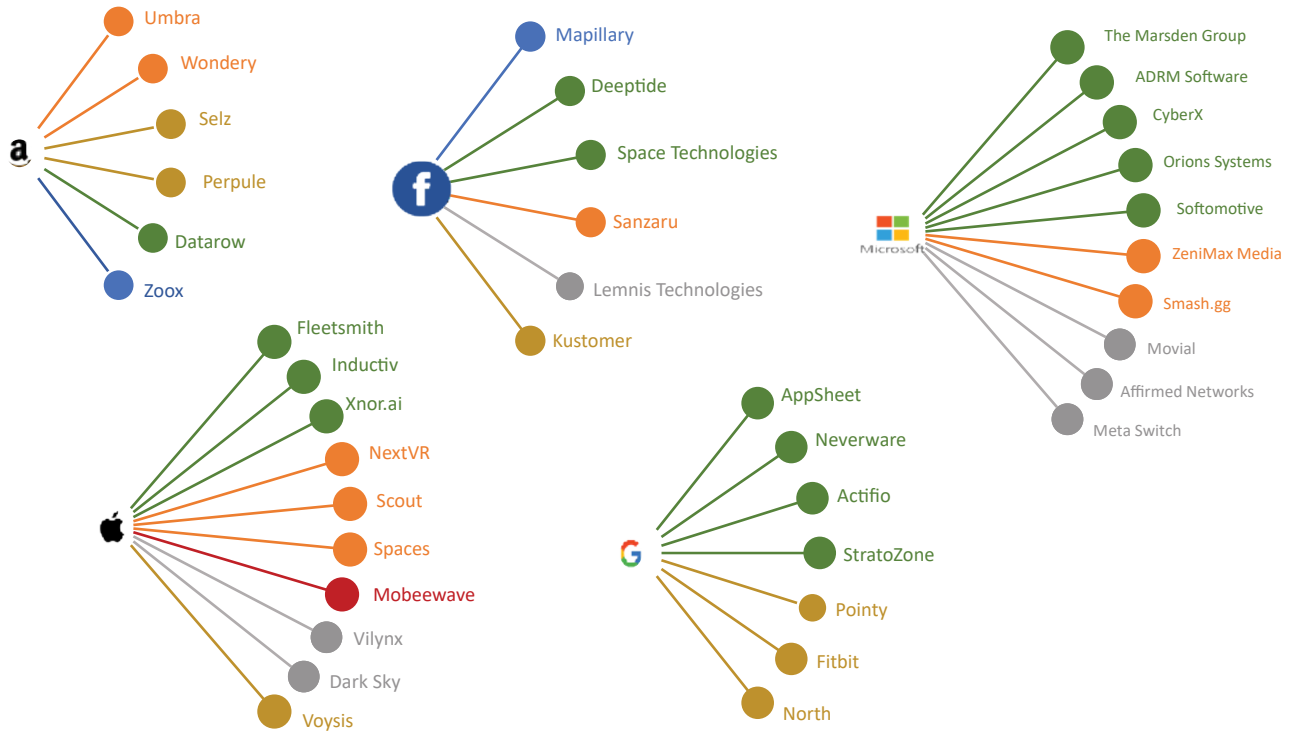 a
Umbra
Wondery
Selz
Perpule
Datarow
Zoox
f
Mapillary
Deeptide
Space Technologies
Sanzaru
Lemnis Technologies
Kustomer
Microsoft
The Marsden Group
ADRM Software
CyberX
Orions Systems
Softomotive
ZeniMax Media
Smash.gg
Movial
Affirmed Networks
Meta Switch
Fleetsmith
Inductiv
Xnor.ai
NextVR
Scout
Spaces
Mobeewave
Vilynx
Dark Sky
Voysis
G
AppSheet
Neverware
Actifio
StratoZone
Pointy
Fitbit
North